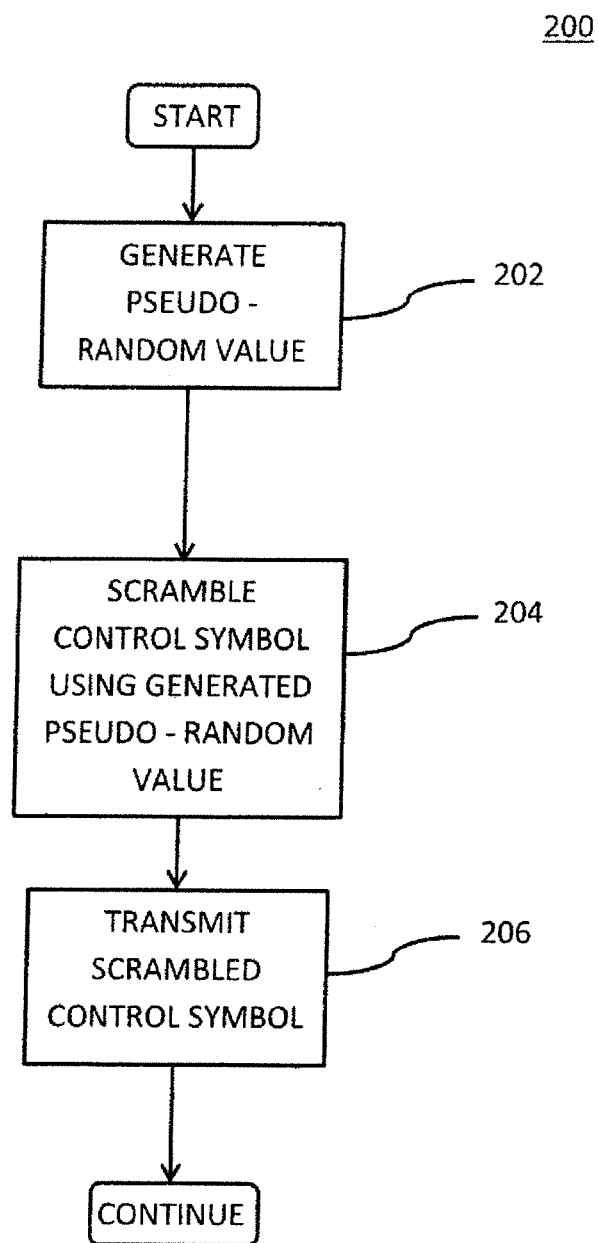 200
START
GENERATE
PSEUDO -
RANDOM VALUE
202
SCRAMBLE
CONTROL SYMBOL
USING GENERATED
PSEUDO - RANDOM
VALUE
204
TRANSMIT
SCRAMBLED
CONTROL SYMBOL
206
CONTINUE